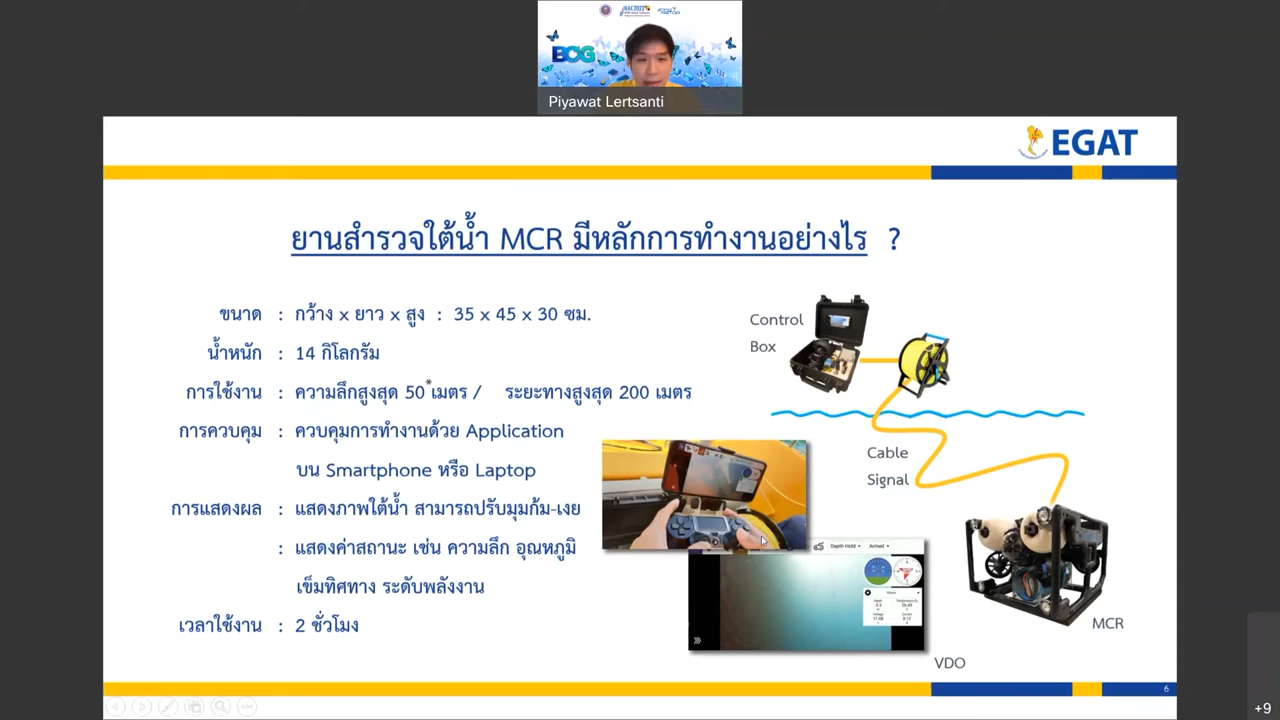 NAC2022
BCG
Piyawat Lertsanti
EGAT
ยานสำรวจใต้น้ำ MCR มีหลักการทำงานอย่างไร ?
ขนาด : กว้าง x ยาว x สูง : 35 x 45 x 30 ซม.
น้ำหนัก : 14 กิโลกรัม
การใช้งาน : ความลึกสูงสุด 50*เมตร / ระยะทางสูงสุด 200 เมตร
การควบคุม : ควบคุมการทำงานด้วย Application
บน Smartphone หรือ Laptop
การแสดงผล : แสดงภาพใต้น้ำ สามารถปรับมุมก้ม-เงย
: แสดงค่าสถานะ เช่น ความลึก อุณหภูมิ
เข็มทิศทาง ระดับพลังงาน
เวลาใช้งาน : 2 ชั่วโมง
Control
Box
Cable
Signal
Depth Hold
Armed
MCR
VDO
6
+9